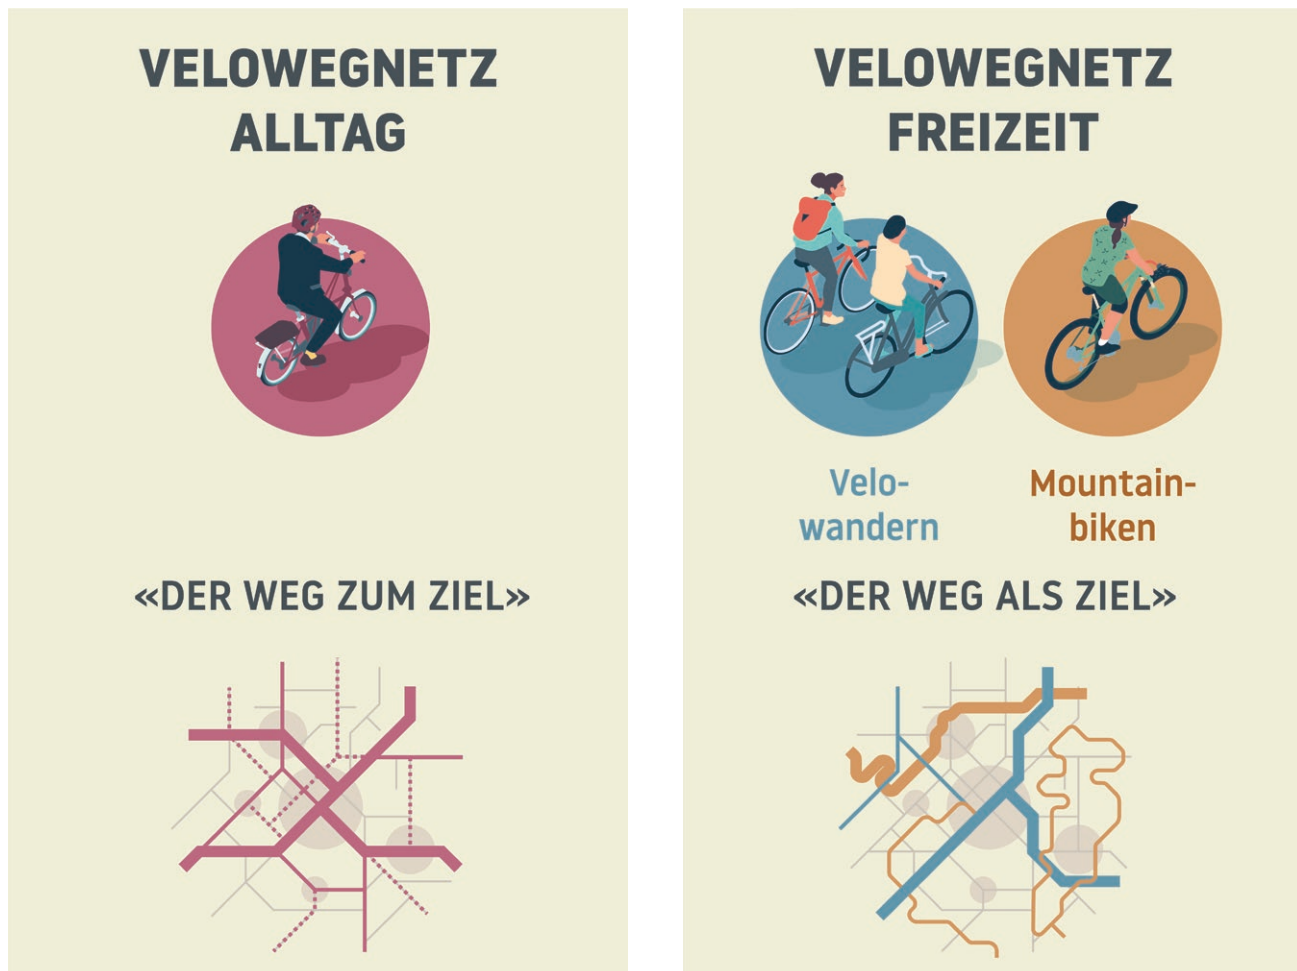 VELOWEGNETZ
ALLTAG
«DER WEG ZUM ZIEL»
VELOWEGNETZ
FREIZEIT
Velo-
wandern
Mountain-
biken
«DER WEG ALS ZIEL»